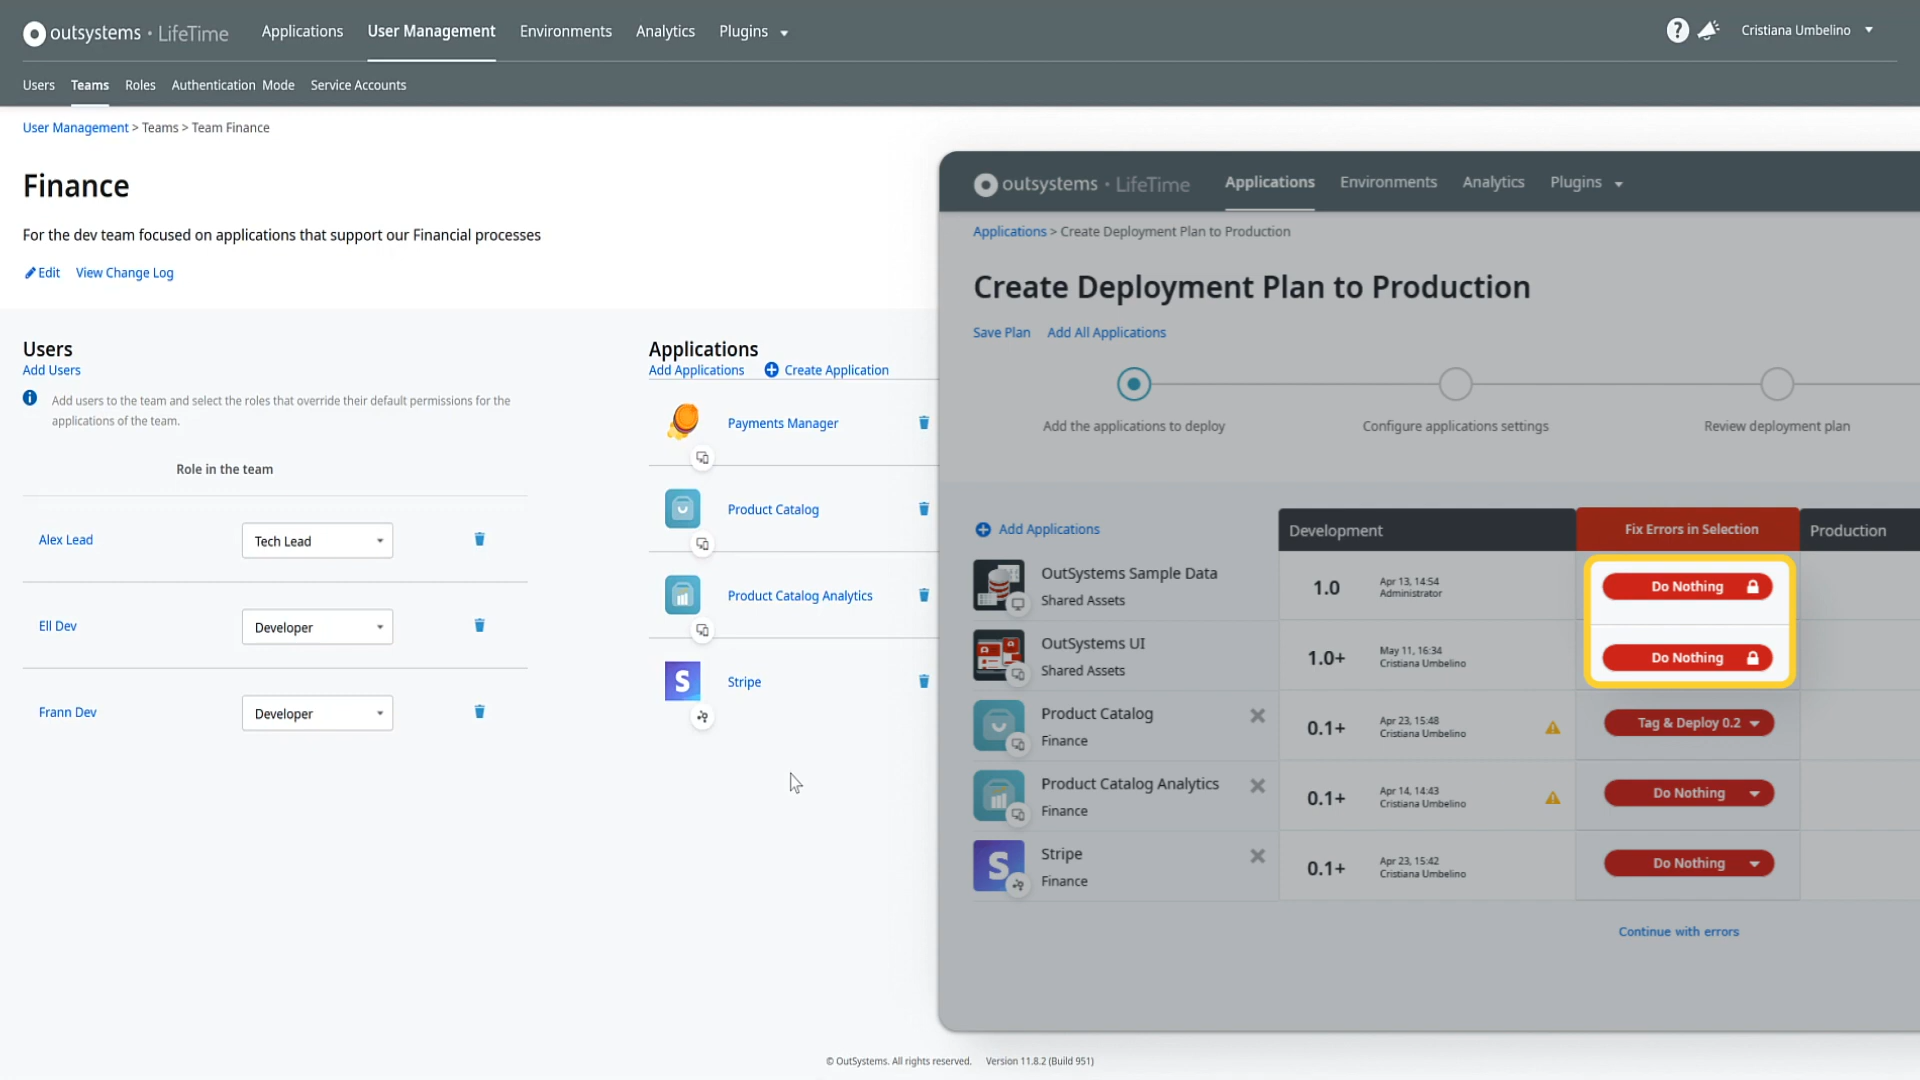 outsystems • LifeTime
Applications
User Management
Environments
Analytics
Plugins
?
Cristiana Umbelino
Users
Teams
Roles
Authentication Mode
Service Accounts
User Management > Teams > Team Finance
Finance
For the dev team focused on applications that support our Financial processes
Edit
View Change Log
Users
Add Users
Add users to the team and select the roles that override their default permissions for the
applications of the team.
Role in the team
Alex Lead
Tech Lead
Ell Dev
Developer
Frann Dev
Developer
Applications
Add Applications
Create Application
Payments Manager
Product Catalog
Product Catalog Analytics
S
Stripe
outsystems • LifeTime
Applications
Environments
Analytics
Plugins
Applications > Create Deployment Plan to Production
Create Deployment Plan to Production
Save Plan
Add All Applications
Add the applications to deploy
Configure applications settings
Review deployment plan
Add Applications
Development
Fix Errors in Selection
Production
OutSystems Sample Data
Shared Assets
1.0
Apr 13, 14:54
Administrator
Do Nothing
OutSystems UI
Shared Assets
1.0+
May 11, 16:34
Cristiana Umbelino
Do Nothing
Product Catalog
Finance
0.1+
Apr 23, 15:48
Cristiana Umbelino
Tag & Deploy 0.2
Product Catalog Analytics
Finance
0.1+
Apr 14, 14:43
Cristiana Umbelino
Do Nothing
S
Stripe
Finance
0.1+
Apr 23, 15:42
Cristiana Umbelino
Do Nothing
Continue with errors
© OutSystems. All rights reserved. Version 11.8.2 (Build 951)